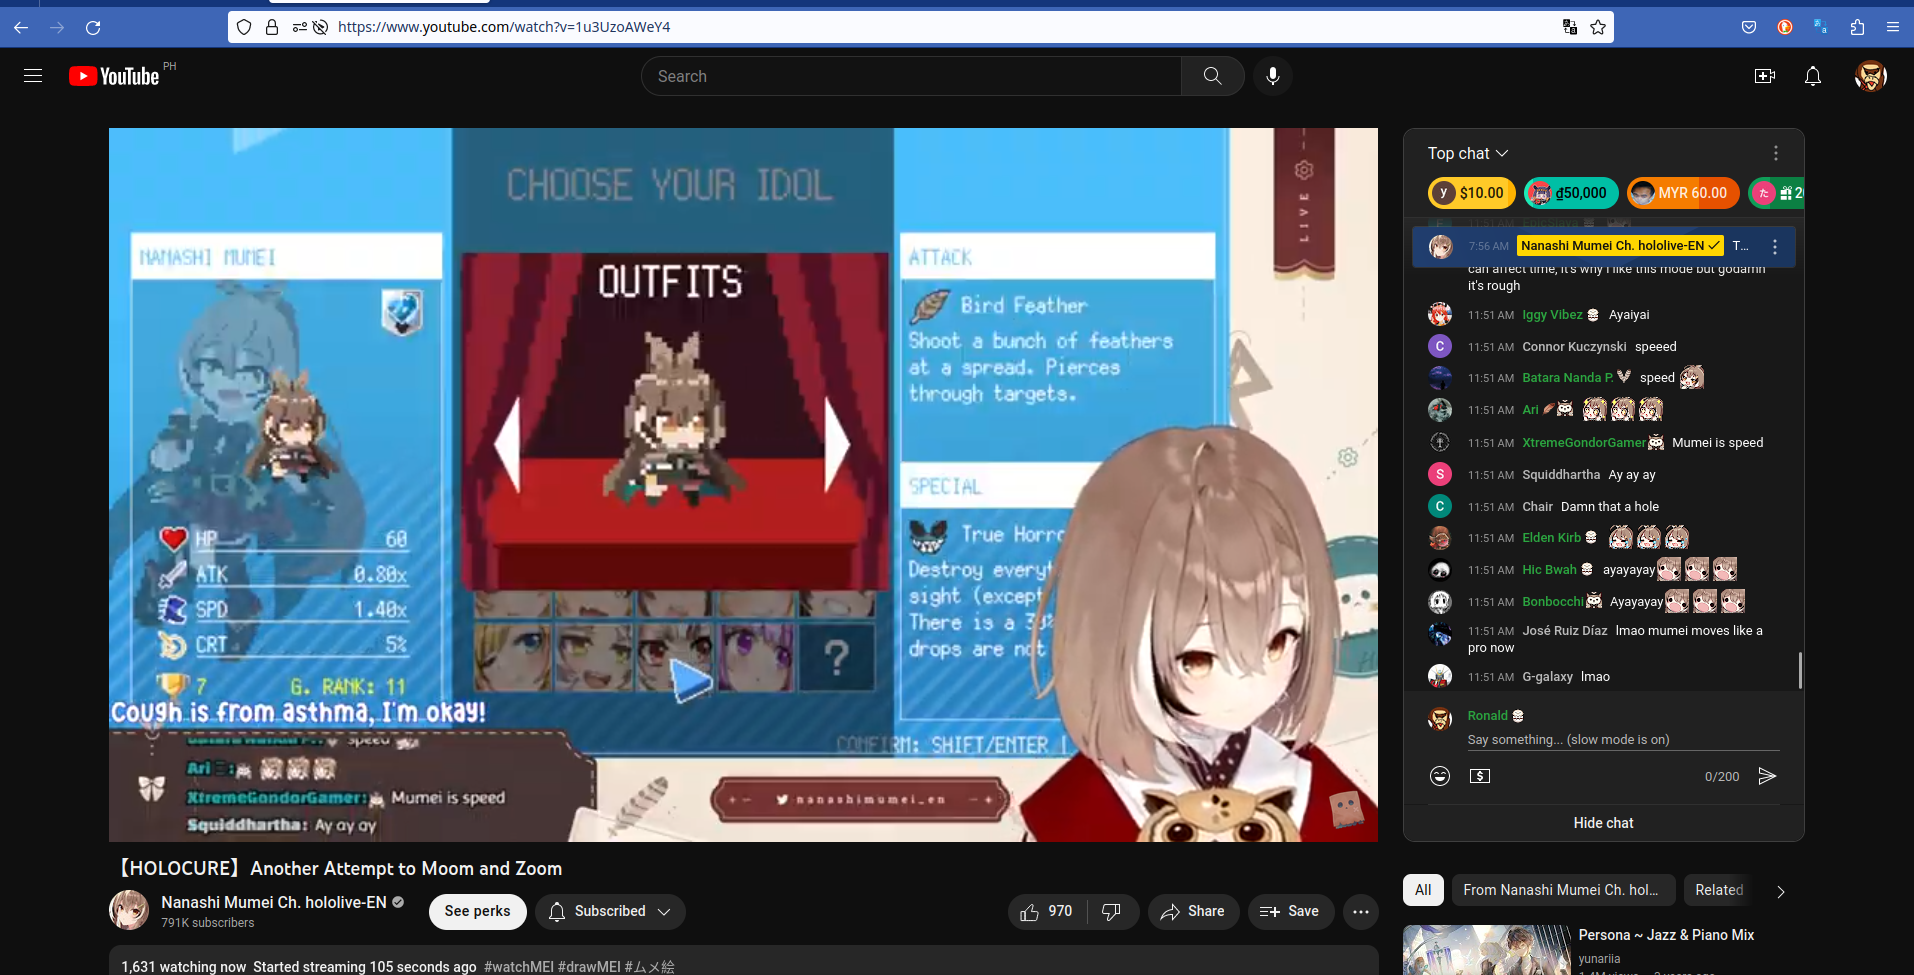 https://www.youtube.com/watch?v=1u3UzoAWeY4
YouTube PH
Search
CHOOSE YOUR IDOL
NANASHI MUMEI
OUTFITS
HP 60
ATK 0.80x
SPD 1.40x
CRT 5%
7 G. RANK: 11
?
ATTACK
Bird Feather
Shoot a bunch of feathers
at a spread. Pierces
through targets.
SPECIAL
True
Destroy
sight (except
There is a
drops are not
CONFIRM: SHIFT/ENTER [
LIVE
Cough is from asthma, I'm okay!
speed
Ari :
XtremeGondorGamer: Mumei is speed
Squiddhartha: Ay ay ay
nanashimumei_en
【HOLOCURE】Another Attempt to Moom and Zoom
Nanashi Mumei Ch. hololive-EN
791K subscribers
See perks
Subscribed
970
Share
Save
1,631 watching now Started streaming 105 seconds ago #watchMEI #drawMEI #ムメ絵
Top chat
y $10.00 ₫50,000 MYR 60.00 た 2
7:56 AM Nanashi Mumei Ch. hololive-EN T...
can affect time, it's why i like this mode but godamn
it's rough
11:51 AM Iggy Vibez Ayaiyai
C 11:51 AM Connor Kuczynski speeed
11:51 AM Batara Nanda P. speed
11:51 AM Ari
11:51 AM XtremeGondorGamer Mumei is speed
S 11:51 AM Squiddhartha Ay ay ay
C 11:51 AM Chair Damn that a hole
11:51 AM Elden Kirb
11:51 AM Hic Bwah ayayayay
11:51 AM Bonbocchi Ayayayay
11:51 AM José Ruiz Díaz lmao mumei moves like a
pro now
11:51 AM G-galaxy lmao
Ronald
Say something... (slow mode is on)
0/200
Hide chat
All
From Nanashi Mumei Ch. hol...
Related
Persona ~ Jazz & Piano Mix
yunariia